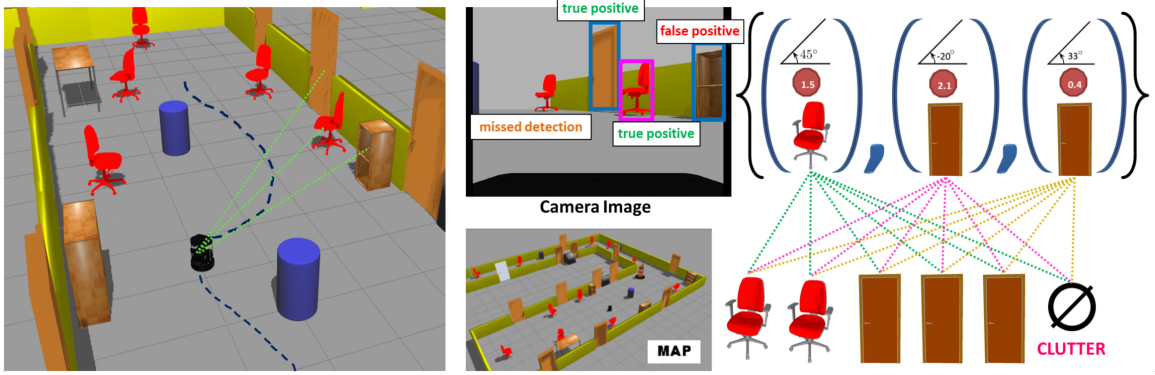 true positive
false positive
missed detection
true positive
Camera Image
MAP
45°
-20°
33°
1.5
2.1
0.4
CLUTTER